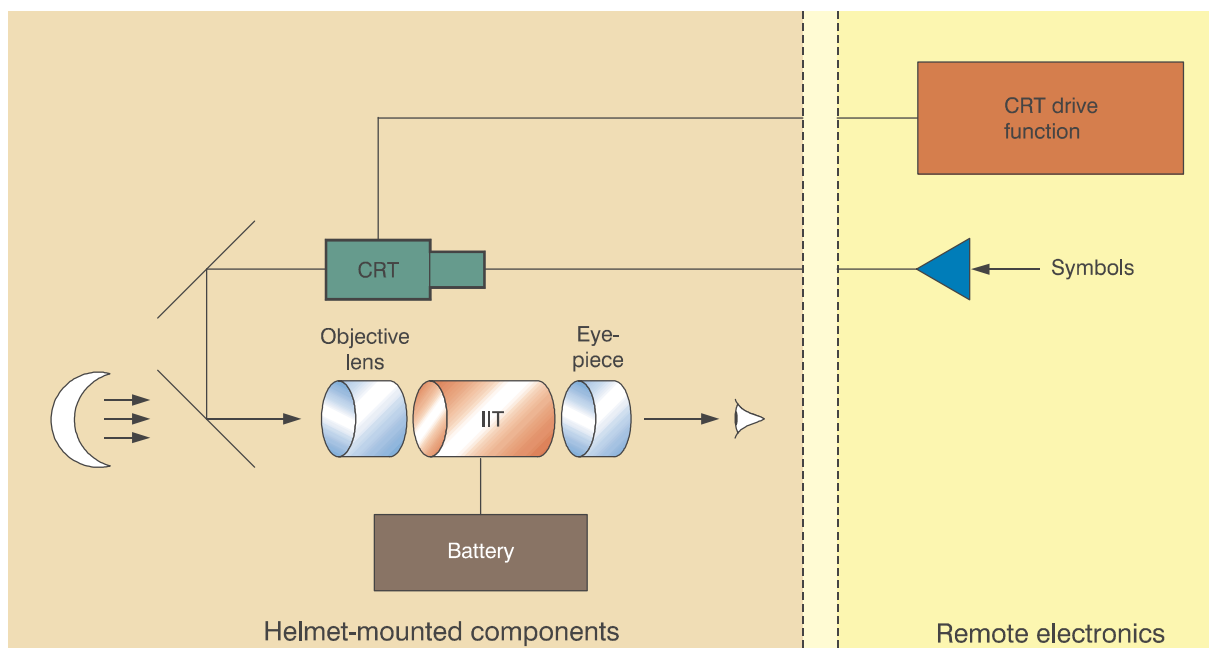 CRT drive
function
CRT
Symbols
Objective
lens
Eye-
piece
IIT
Battery
Helmet-mounted components
Remote electronics